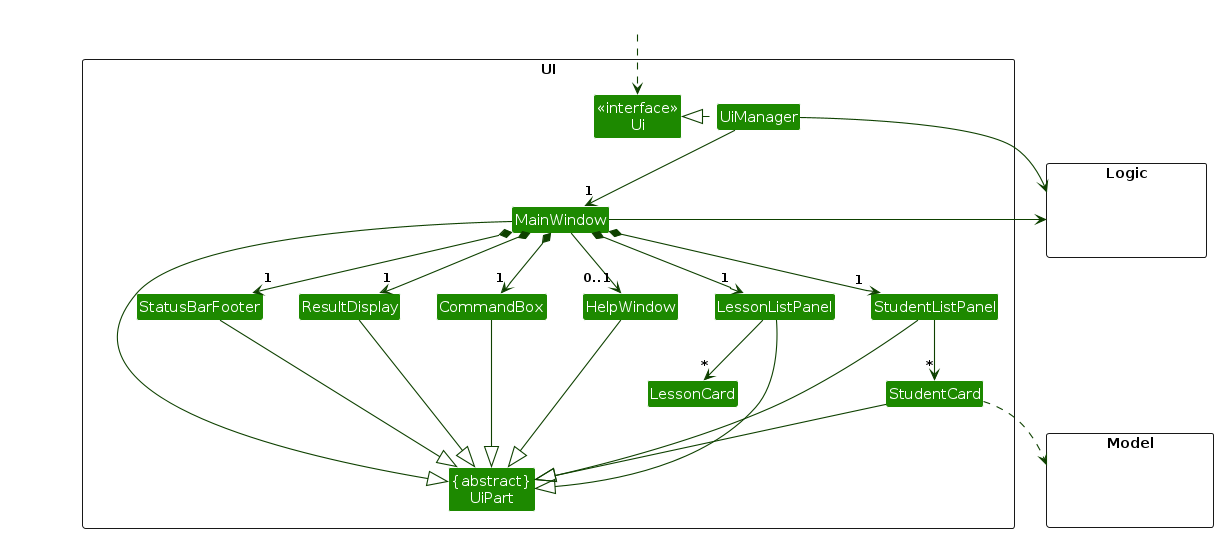 UI
«interface»
Ui
UiManager
Logic
1
MainWindow
1
1
1
0..1
1
1
StatusBarFooter
ResultDisplay
CommandBox
HelpWindow
LessonListPanel
StudentListPanel
*
*
LessonCard
StudentCard
Model
{abstract}
UiPart